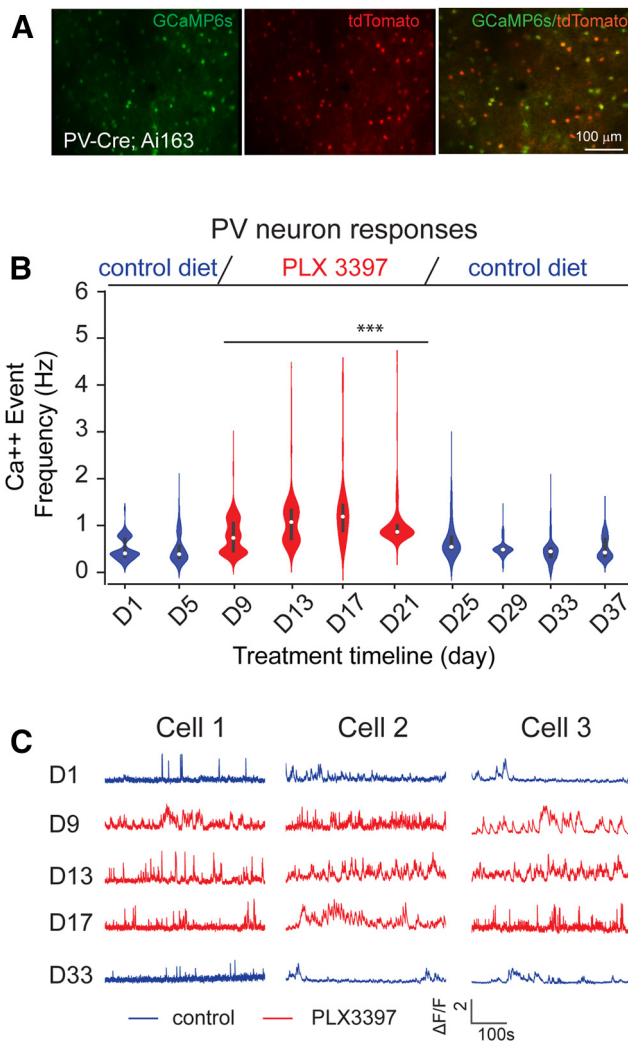 A
GCaMP6s
tdTomato
GCaMP6s/tdTomato
PV-Cre; Ai163
100 μm
PV neuron responses
B
control diet
PLX 3397
control diet
***
Ca++ Event
Frequency (Hz)
6
5
4
3
2
1
0
D1
D5
D9
D13
D17
D21
D25
D29
D33
D37
Treatment timeline (day)
C
Cell 1
Cell 2
Cell 3
D1
D9
D13
D17
D33
control
PLX3397
ΔF/F
2
100s